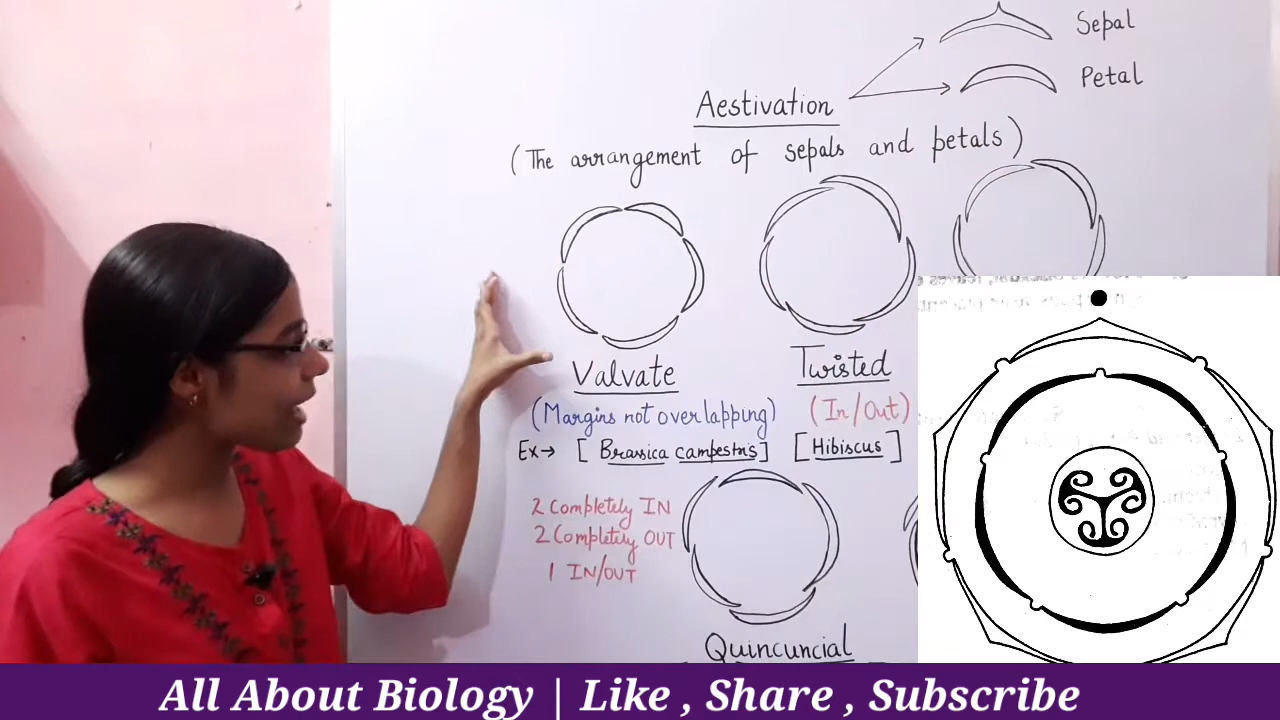 Sepal
Petal
Aestivation
(The arrangement of sepals and petals)
Valvate
Twisted
(Margins not overlapping)
(In/Out)
Ex→ [Brassica campestris]
[Hibiscus]
2 Completely IN
2 Completely OUT
1 IN/OUT
Quincuncial
All About Biology | Like , Share , Subscribe